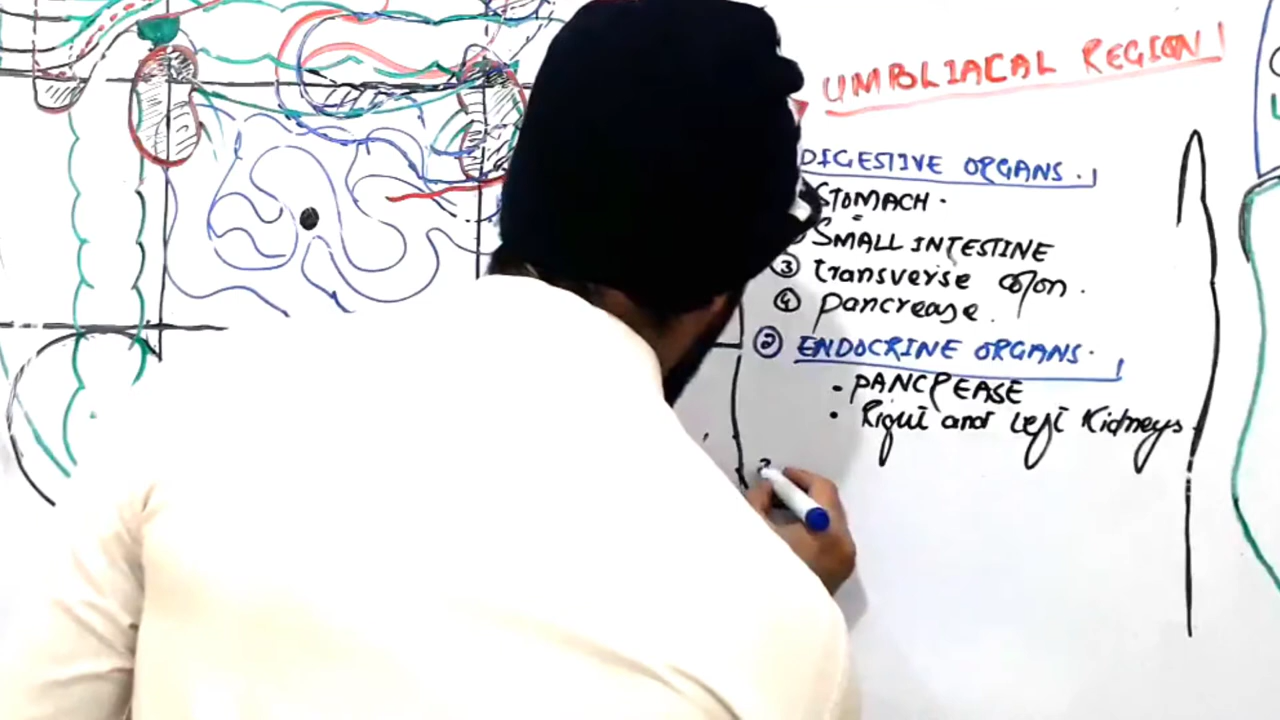 UMBLIACAL REGION
DIGESTIVE ORGANS.
STOMACH.
SMALL INTESTINE
③ transverse colon.
④ pancrease.
② ENDOCRINE ORGANS.
• PANCREASE
• Right and Left Kidneys.